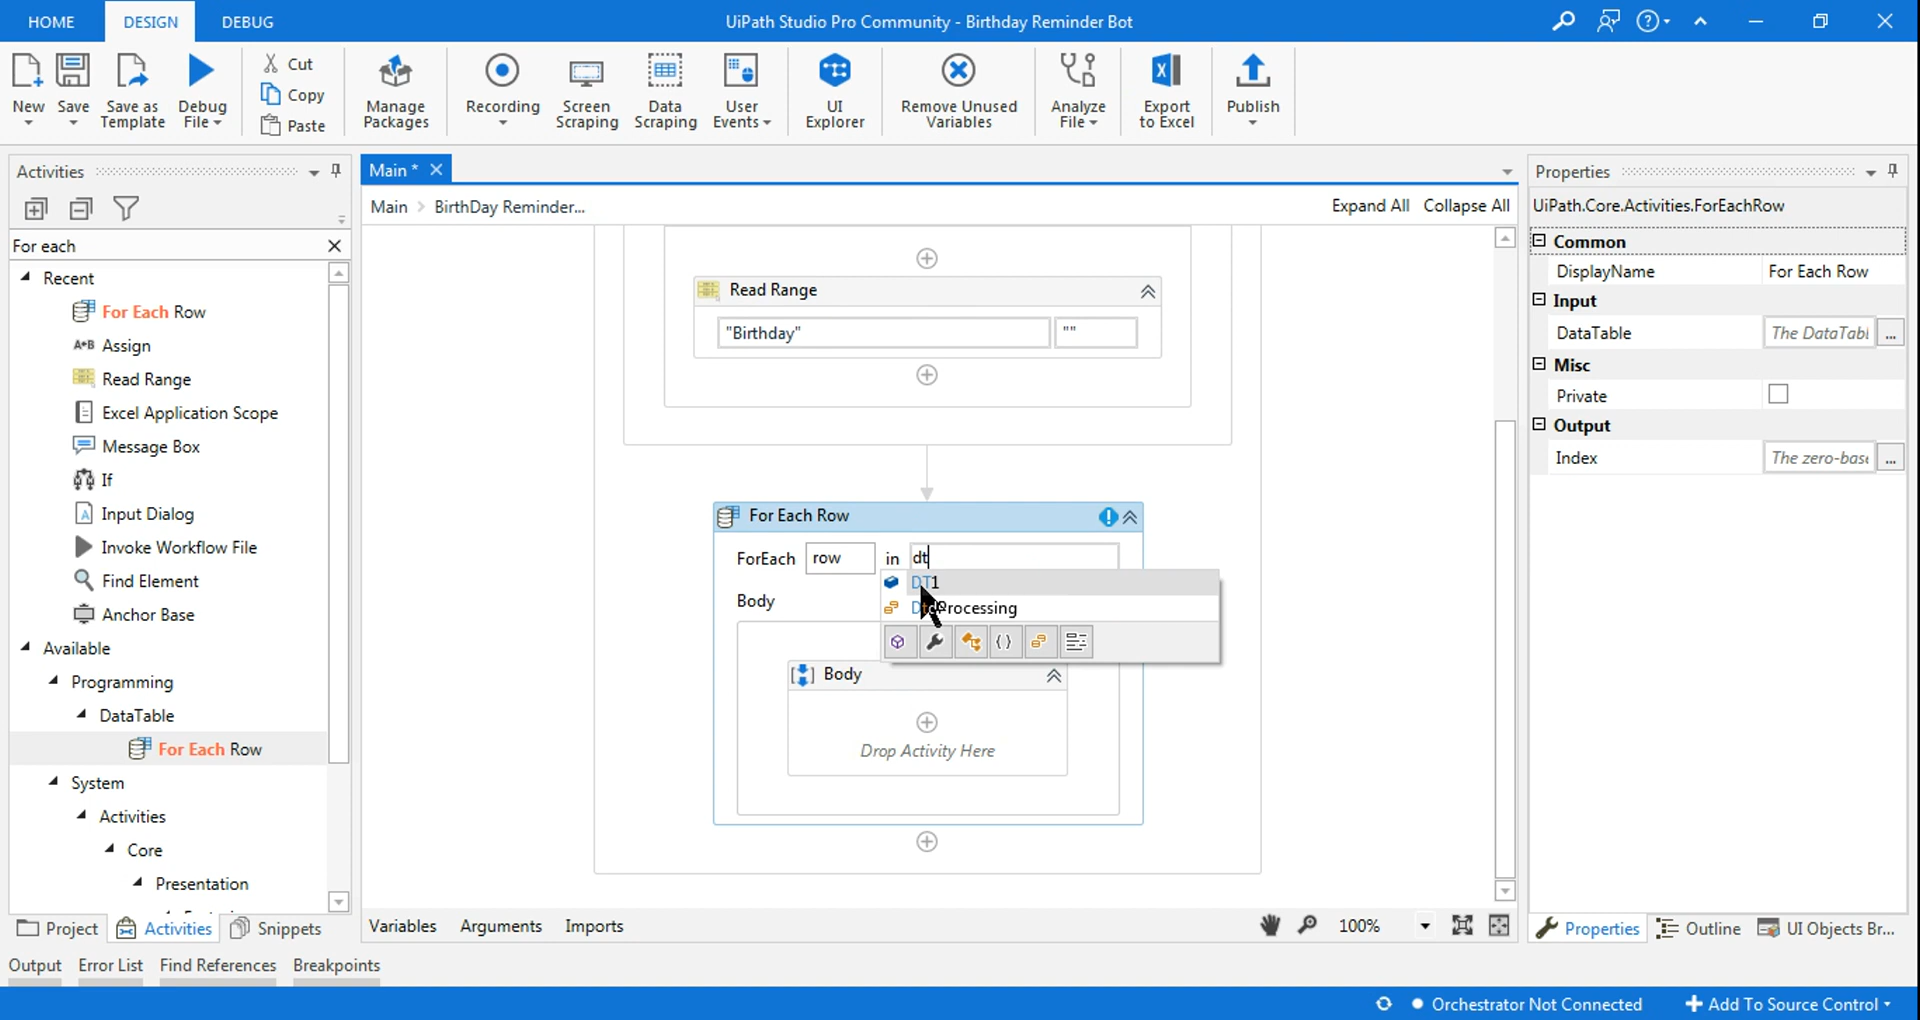 HOME DESIGN DEBUG
UiPath Studio Pro Community - Birthday Reminder Bot
New
Save
Save as Template
Debug File
Cut
Copy
Paste
Manage Packages
Recording
Screen Scraping
Data Scraping
User Events
UI Explorer
Remove Unused Variables
Analyze File
Export to Excel
Publish
Activities
For each
Recent
For Each Row
A+B Assign
Read Range
Excel Application Scope
Message Box
If
Input Dialog
Invoke Workflow File
Find Element
Anchor Base
Available
Programming
DataTable
For Each Row
System
Activities
Core
Presentation
Project Activities Snippets
Main *
Main > BirthDay Reminder...
Expand All Collapse All
Read Range
"Birthday" ""
For Each Row
ForEach row in dt
DT1
Processing
Body
Body
Drop Activity Here
Variables Arguments Imports
100%
Properties
UiPath.Core.Activities.ForEachRow
Common
DisplayName For Each Row
Input
DataTable The DataTabl ...
Misc
Private
Output
Index The zero-base ...
Properties Outline UI Objects Br...
Output Error List Find References Breakpoints
Orchestrator Not Connected
Add To Source Control